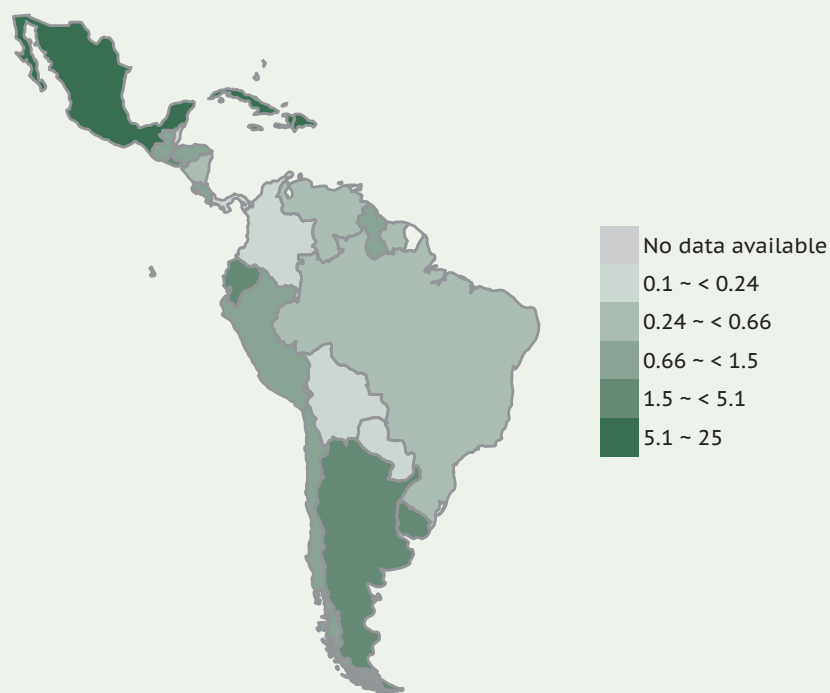 No data available
0.1 ~ < 0.24
0.24 ~ < 0.66
0.66 ~ < 1.5
1.5 ~ < 5.1
5.1 ~ 25